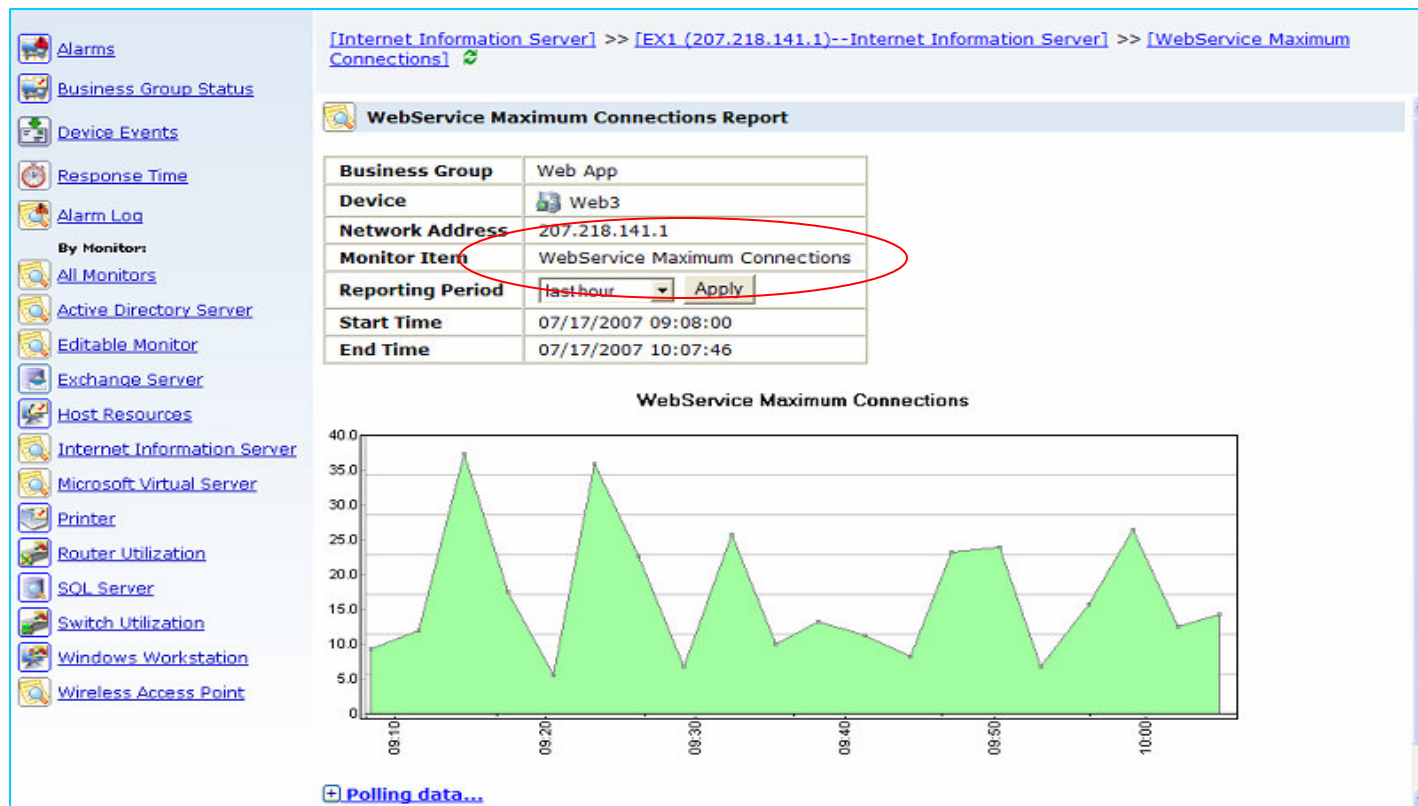 Alarms
Business Group Status
Device Events
Response Time
Alarm Log
By Monitor:
All Monitors
Active Directory Server
Editable Monitor
Exchange Server
Host Resources
Internet Information Server
Microsoft Virtual Server
Printer
Router Utilization
SQL Server
Switch Utilization
Windows Workstation
Wireless Access Point
[Internet Information Server] >> [EX1 (207.218.141.1)--Internet Information Server] >> [WebService Maximum
Connections]
WebService Maximum Connections Report
Business Group Web App
Device Web3
Network Address 207.218.141.1
Monitor Item WebService Maximum Connections
Reporting Period last hour Apply
Start Time 07/17/2007 09:08:00
End Time 07/17/2007 10:07:46
WebService Maximum Connections
40.0
35.0
30.0
25.0
20.0
15.0
10.0
5.0
0
09:10 09:20 09:30 09:40 09:50 10:00
Polling data...